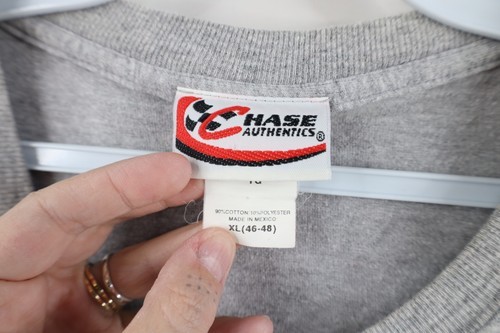 CHASE
AUTHENTICS®
90%COTTON 10%POLYESTER
MADE IN MEXICO
XL(46-48)